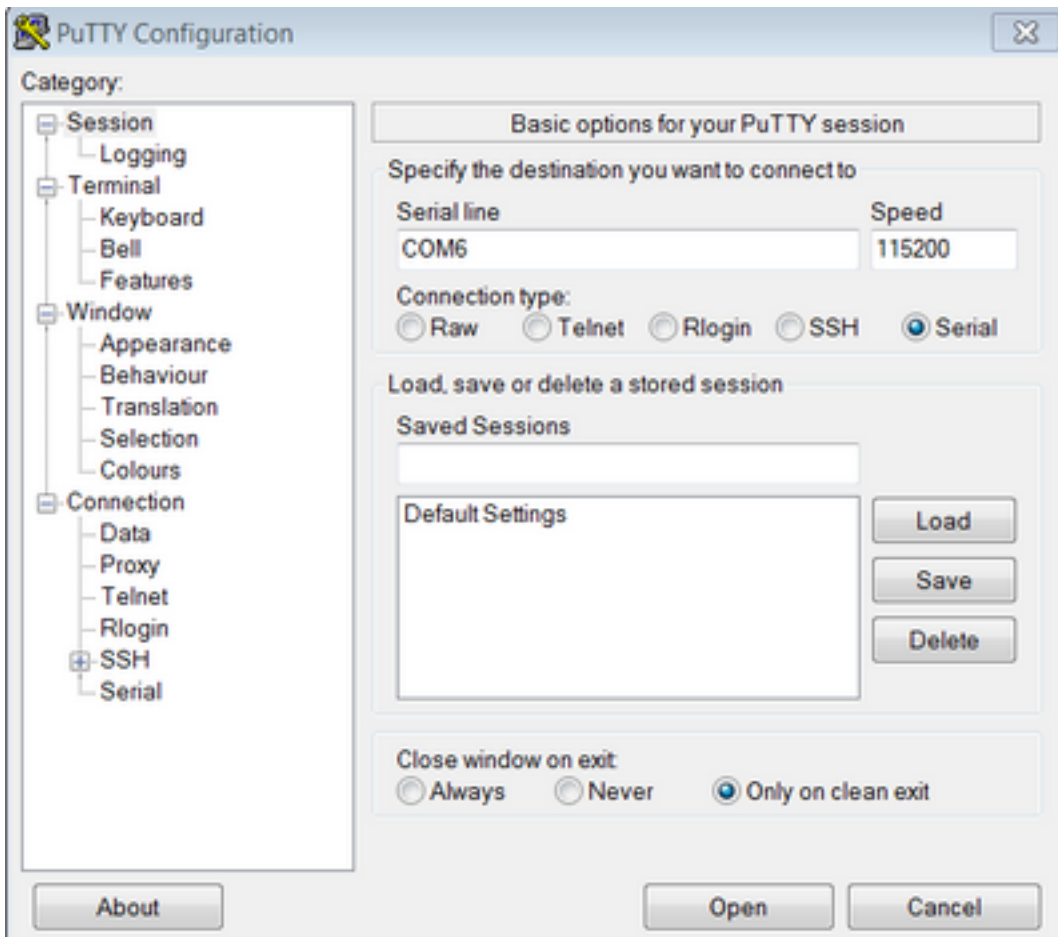 PuTTY Configuration
Category:
Session
Logging
Terminal
Keyboard
Bell
Features
Window
Appearance
Behaviour
Translation
Selection
Colours
Connection
Data
Proxy
Telnet
Rlogin
SSH
Serial
Basic options for your PuTTY session
Specify the destination you want to connect to
Serial line Speed
COM6 115200
Connection type:
Raw Telnet Rlogin SSH Serial
Load, save or delete a stored session
Saved Sessions
Default Settings
Load
Save
Delete
Close window on exit:
Always Never Only on clean exit
About Open Cancel